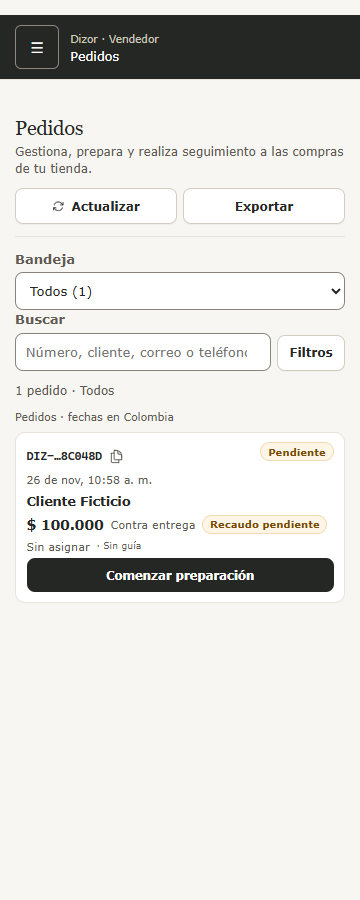 Dizor · Vendedor
Pedidos
Pedidos
Gestiona, prepara y realiza seguimiento a las compras
de tu tienda.
Actualizar
Exportar
Bandeja
Todos (1)
Buscar
Número, cliente, correo o teléfono
Filtros
1 pedido · Todos
Pedidos · fechas en Colombia
DIZ-…8C048D
Pendiente
26 de nov, 10:58 a. m.
Cliente Ficticio
$ 100.000 Contra entrega Recaudo pendiente
Sin asignar · Sin guía
Comenzar preparación